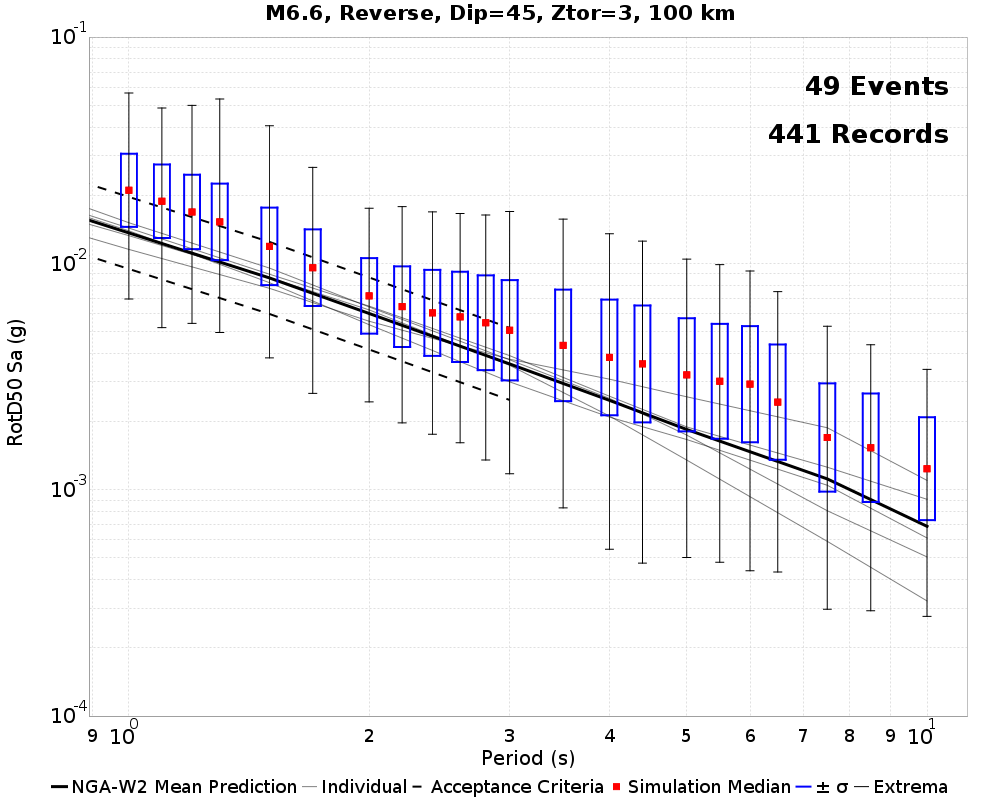 M6.6, Reverse, Dip=45, Ztor=3, 100 km
49 Events
441 Records
RotD50 Sa (g)
10-1
10-2
10-3
10-4
9 100 2 3 4 5 6 7 8 9 101
Period (s)
NGA-W2 Mean Prediction Individual Acceptance Criteria Simulation Median ± σ Extrema